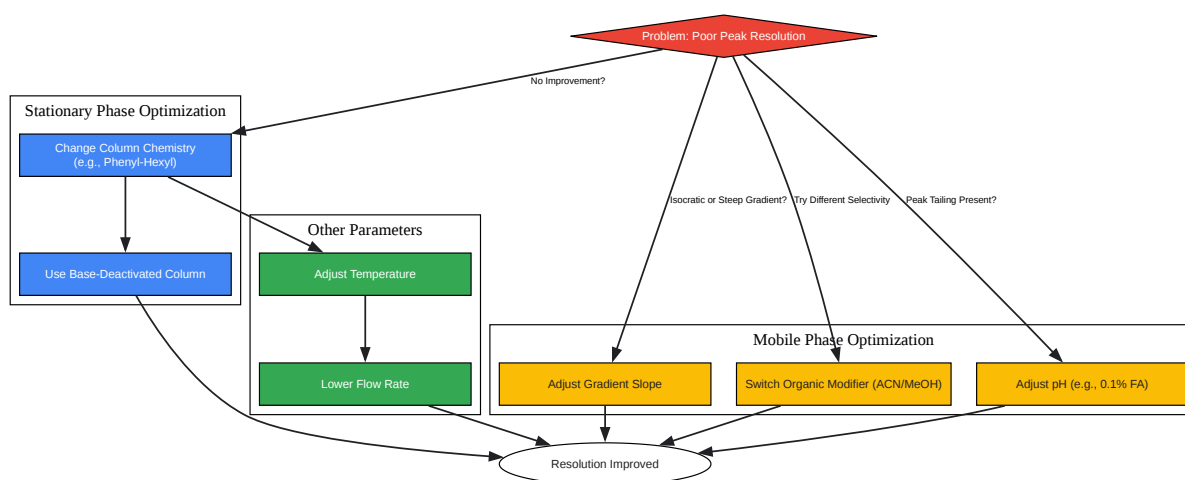 Problem: Poor Peak Resolution
No Improvement?
Stationary Phase Optimization
Change Column Chemistry
(e.g., Phenyl-Hexyl)
Isocratic or Steep Gradient?
Try Different Selectivity
Peak Tailing Present?
Other Parameters
Use Base-Deactivated Column
Adjust Temperature
Mobile Phase Optimization
Lower Flow Rate
Adjust Gradient Slope
Switch Organic Modifier (ACN/MeOH)
Adjust pH (e.g., 0.1% FA)
Resolution Improved